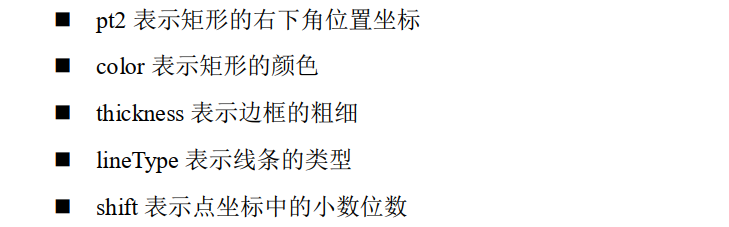 ■ pt2 表示矩形的右下角位置坐标
■ color 表示矩形的颜色
■ thickness 表示边框的粗细
■ lineType 表示线条的类型
■ shift 表示点坐标中的小数位数